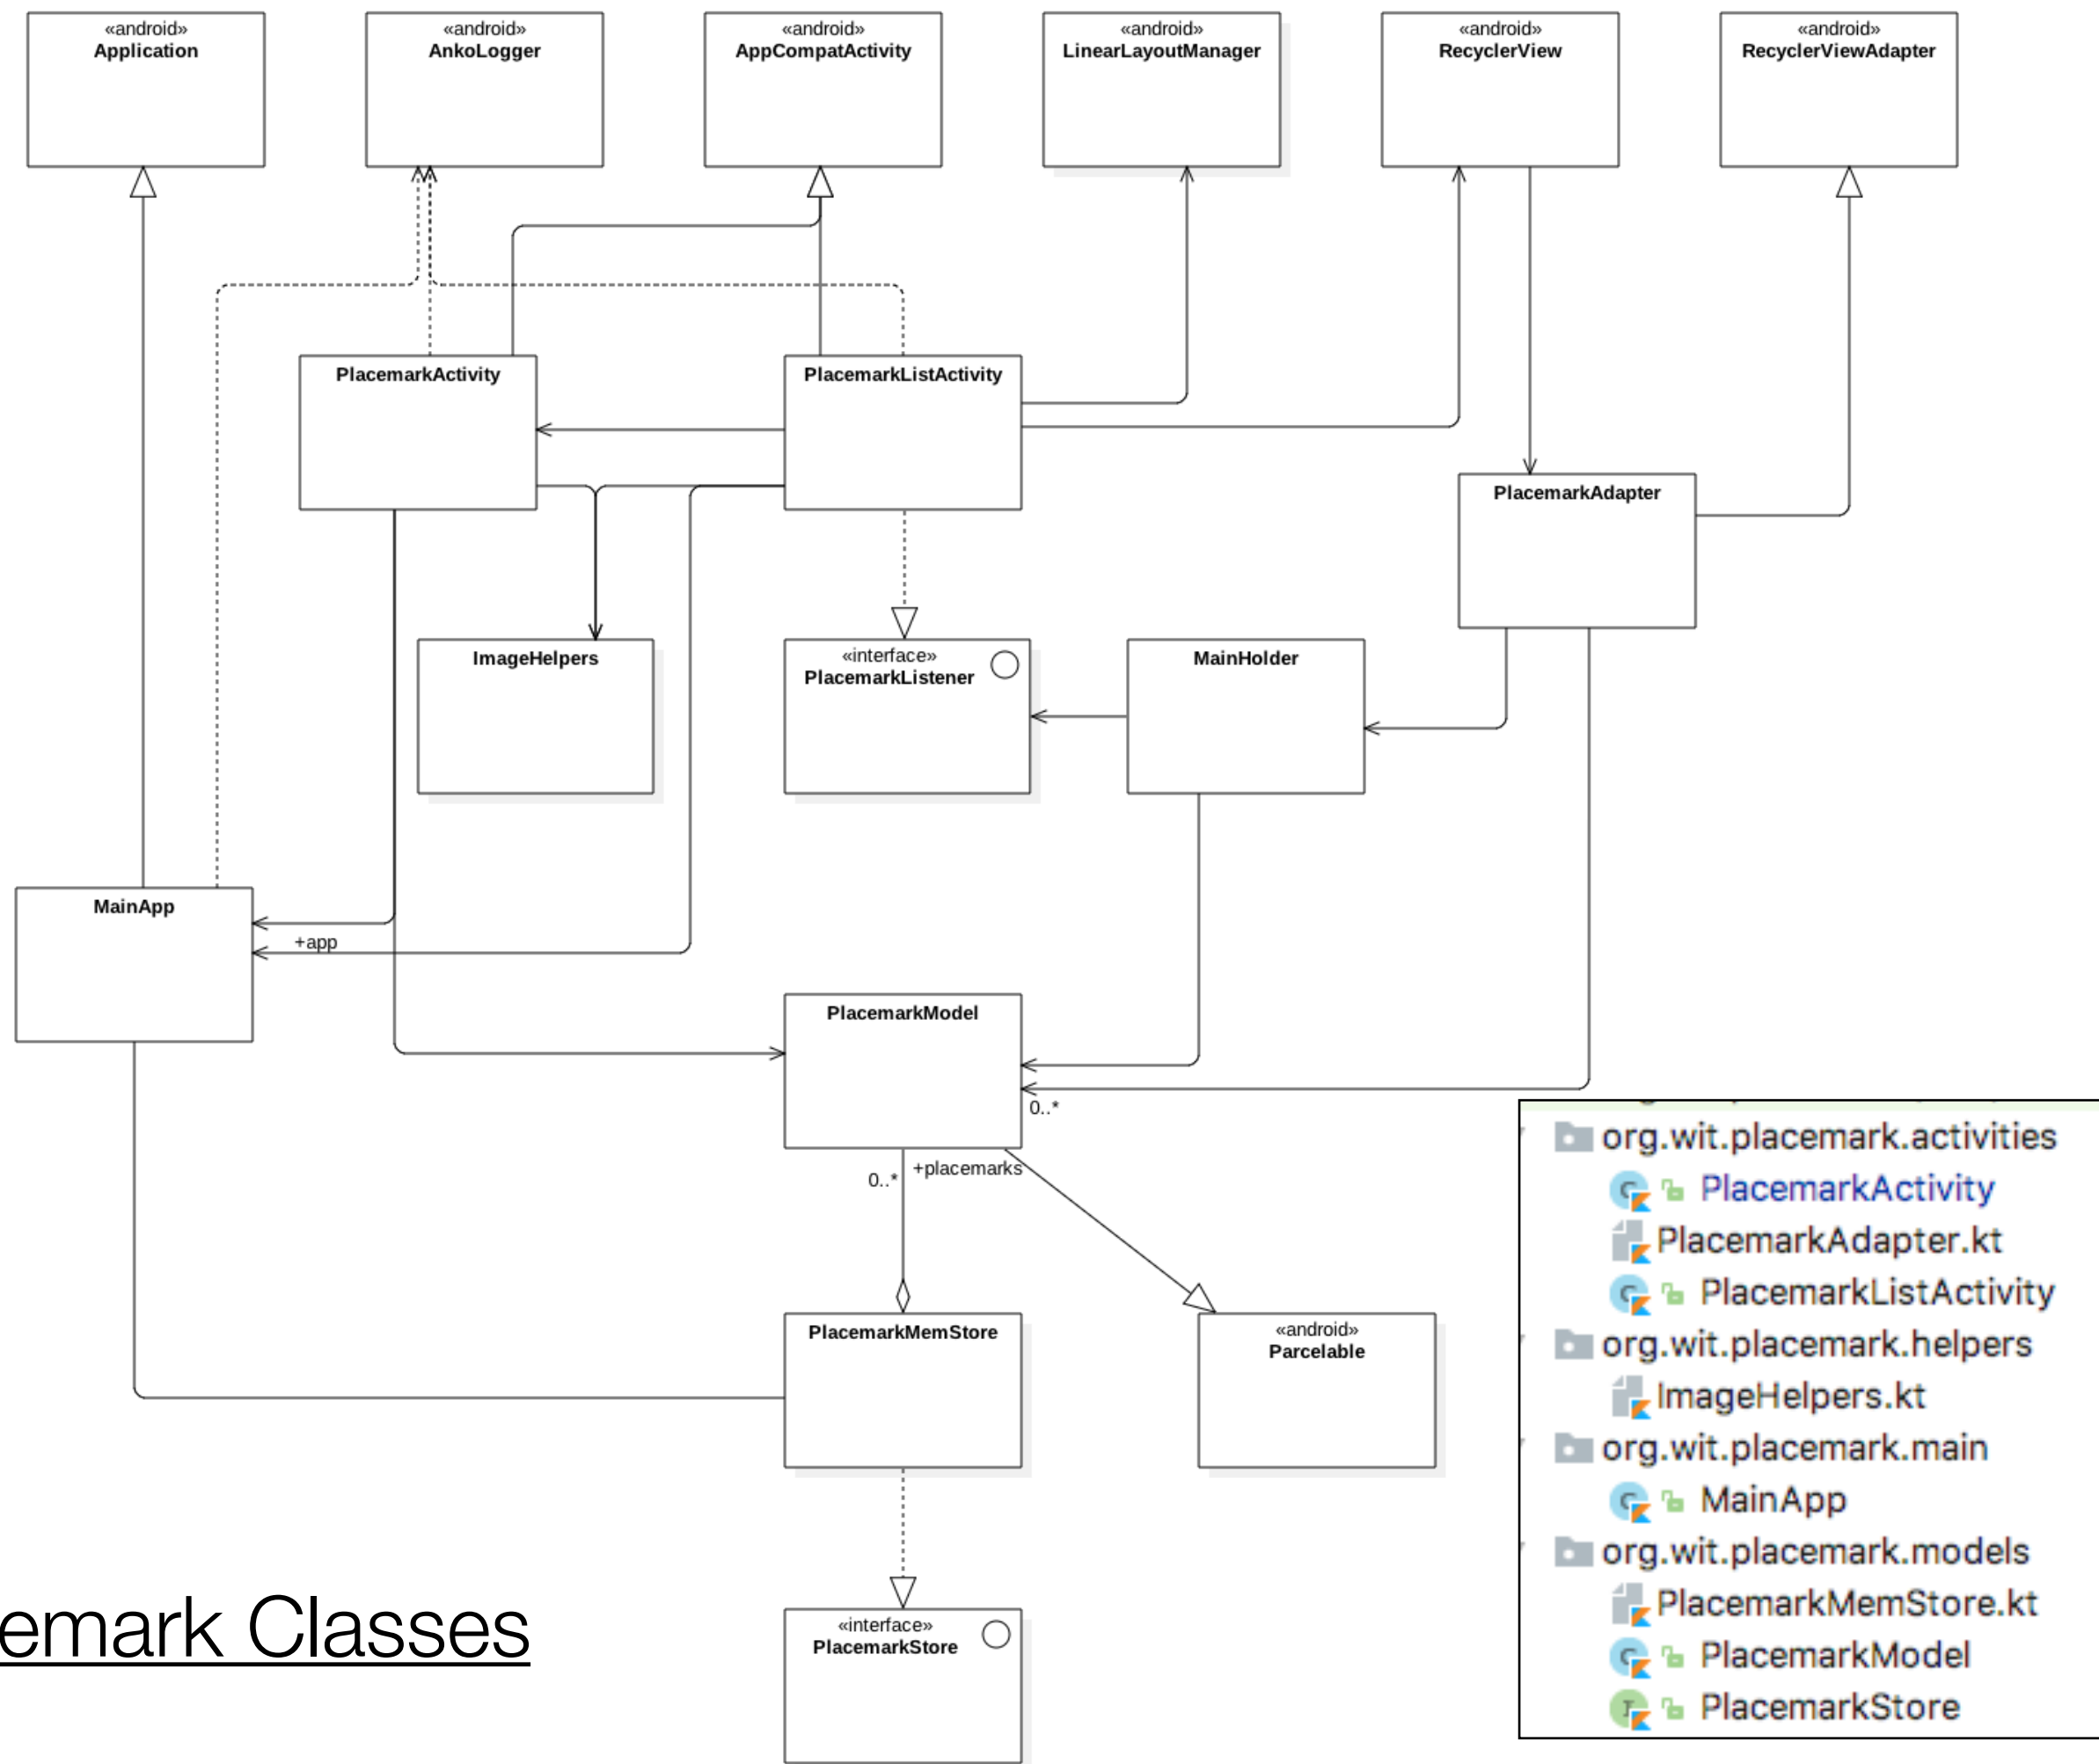 «android»
Application
«android»
AnkoLogger
«android»
AppCompatActivity
«android»
LinearLayoutManager
«android»
RecyclerView
«android»
RecyclerViewAdapter
PlacemarkActivity
PlacemarkListActivity
PlacemarkAdapter
ImageHelpers
«interface»
PlacemarkListener
MainHolder
MainApp
+app
PlacemarkModel
0..*
0..*
+placemarks
PlacemarkMemStore
«android»
Parcelable
«interface»
PlacemarkStore
emark Classes
org.wit.placemark.activities
PlacemarkActivity
PlacemarkAdapter.kt
PlacemarkListActivity
org.wit.placemark.helpers
ImageHelpers.kt
org.wit.placemark.main
MainApp
org.wit.placemark.models
PlacemarkMemStore.kt
PlacemarkModel
PlacemarkStore